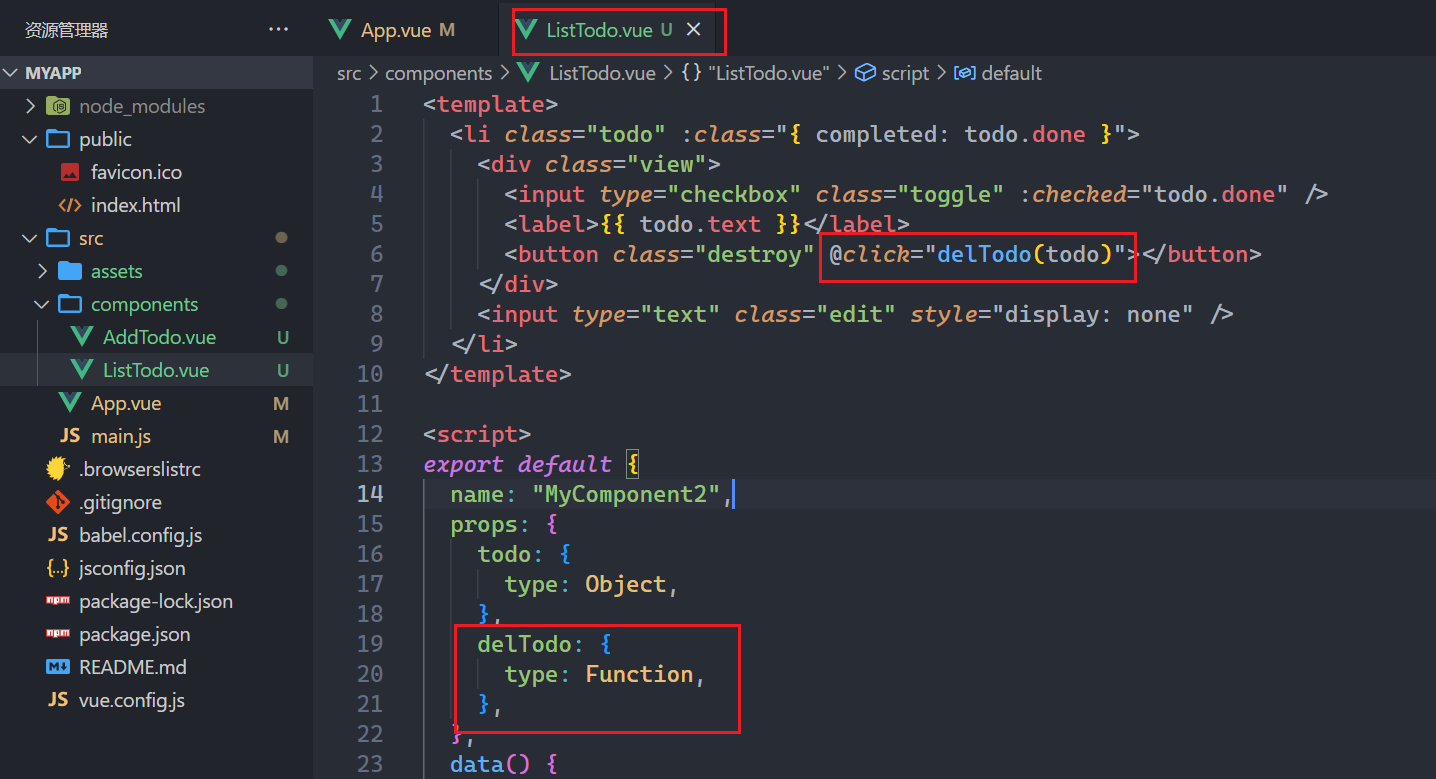 资源管理器 ···
MYAPP
node_modules
public
favicon.ico
index.html
src
assets
components
AddTodo.vue U
ListTodo.vue U
App.vue M
JS main.js M
.browserslistrc
.gitignore
JS babel.config.js
{..} jsconfig.json
npm package-lock.json
npm package.json
README.md
JS vue.config.js
App.vue M
ListTodo.vue U ×
src > components > ListTodo.vue > {} "ListTodo.vue" > script > default
1 <template>
2 <li class="todo" :class="{ completed: todo.done }">
3 <div class="view">
4 <input type="checkbox" class="toggle" :checked="todo.done" />
5 <label>{{ todo.text }}</label>
6 <button class="destroy" @click="delTodo(todo)"></button>
7 </div>
8 <input type="text" class="edit" style="display: none" />
9 </li>
10 </template>
11
12 <script>
13 export default {
14 name: "MyComponent2",
15 props: {
16 todo: {
17 type: Object,
18 },
19 delTodo: {
20 type: Function,
21 },
22 },
23 data() {